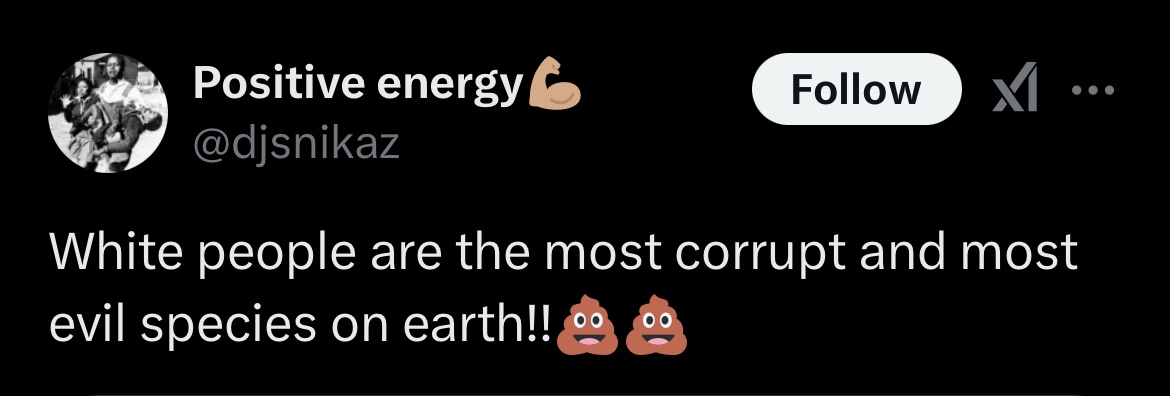 Positive energy💪🏼
@djsnikaz
Follow
White people are the most corrupt and most
evil species on earth!!💩💩